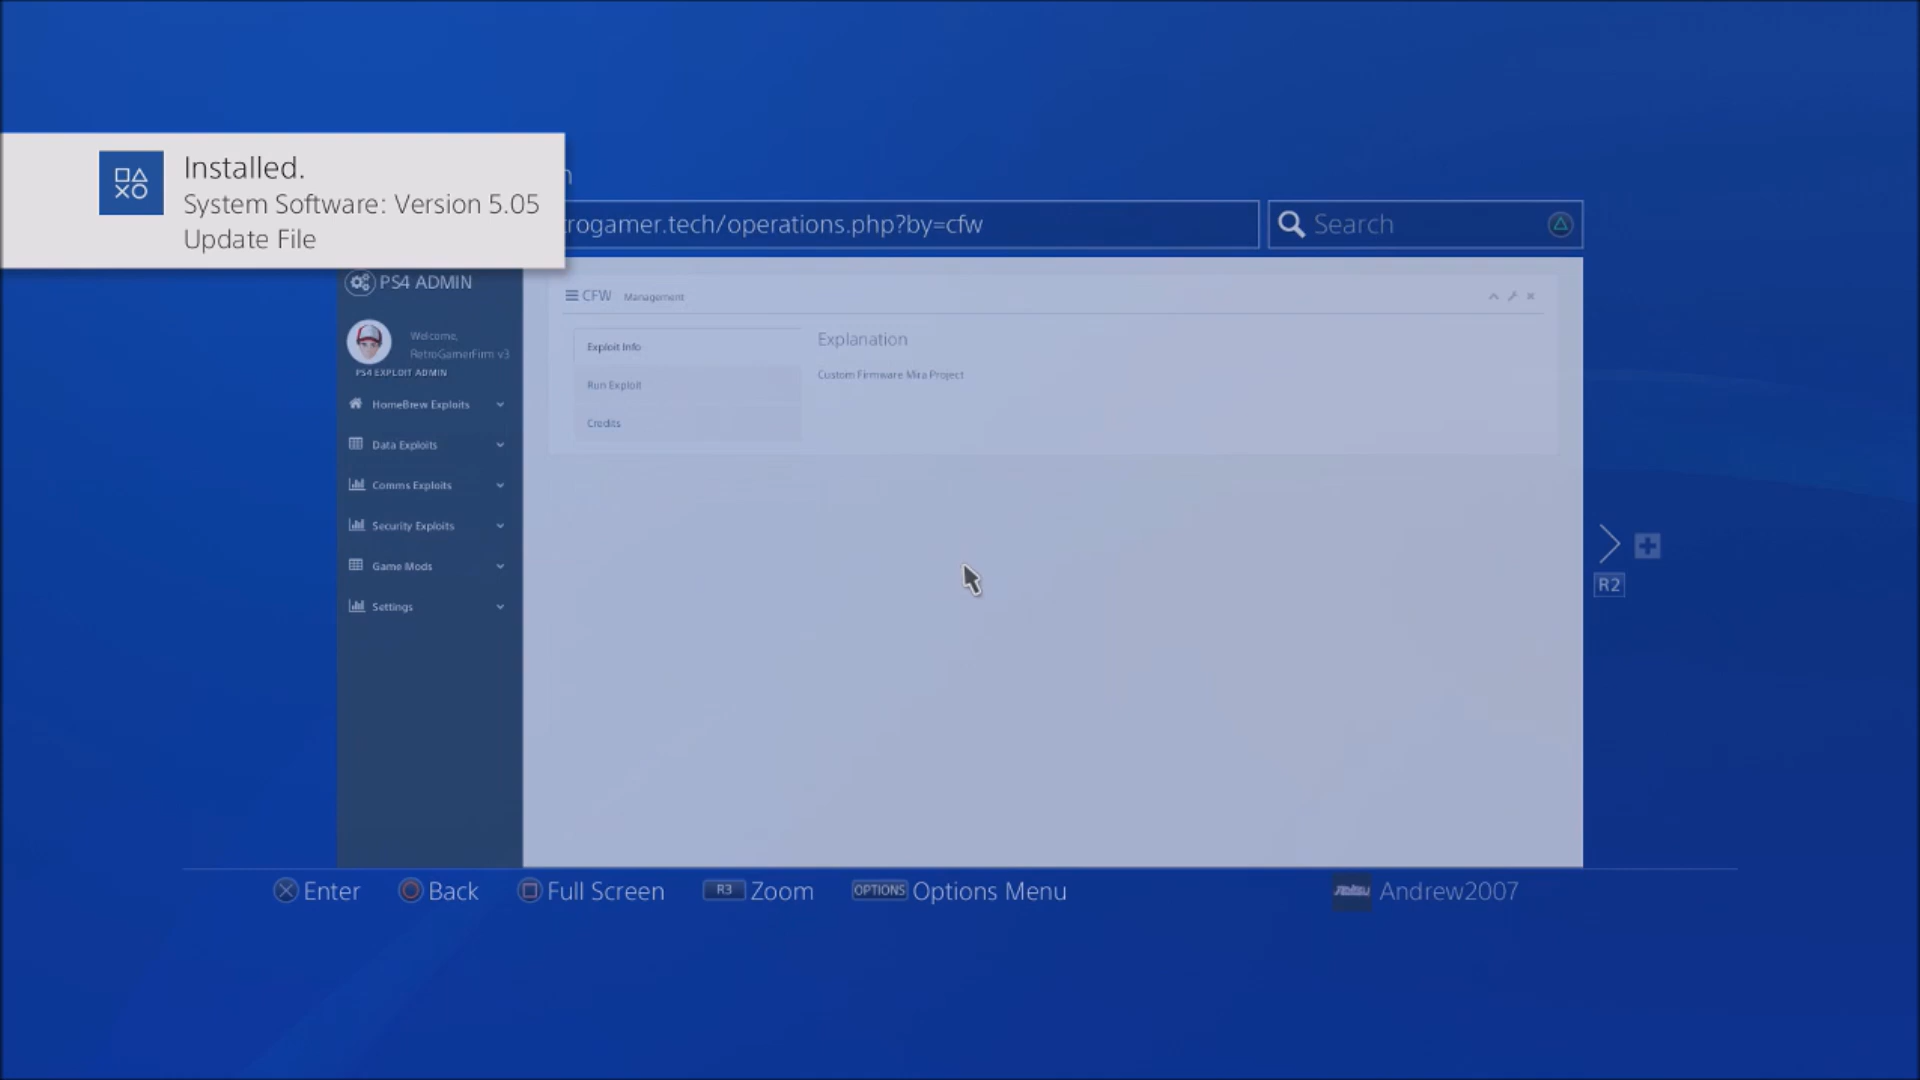 Installed.
System Software: Version 5.05
Update File
rogamer.tech/operations.php?by=cfw
Search
PS4 ADMIN
Welcome,
RetroGamerFirm v3
PS4 EXPLOIT ADMIN
HomeBrew Exploits
Data Exploits
Comms Exploits
Security Exploits
Game Mods
Settings
CFW Management
Exploit Info
Run Exploit
Credits
Explanation
Custom Firmware Mira Project
R2
Enter
Back
Full Screen
R3 Zoom
OPTIONS Options Menu
Andrew2007